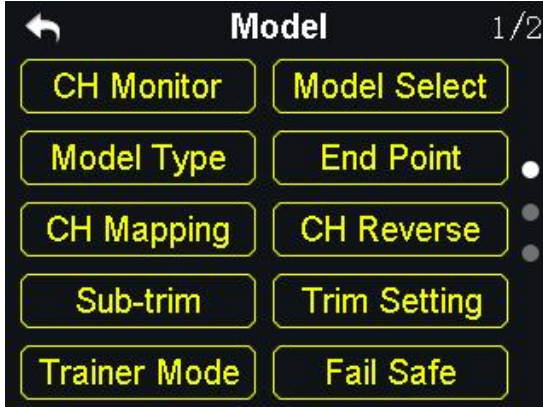 Model 1/2
CH Monitor Model Select
Model Type End Point
CH Mapping CH Reverse
Sub-trim Trim Setting
Trainer Mode Fail Safe